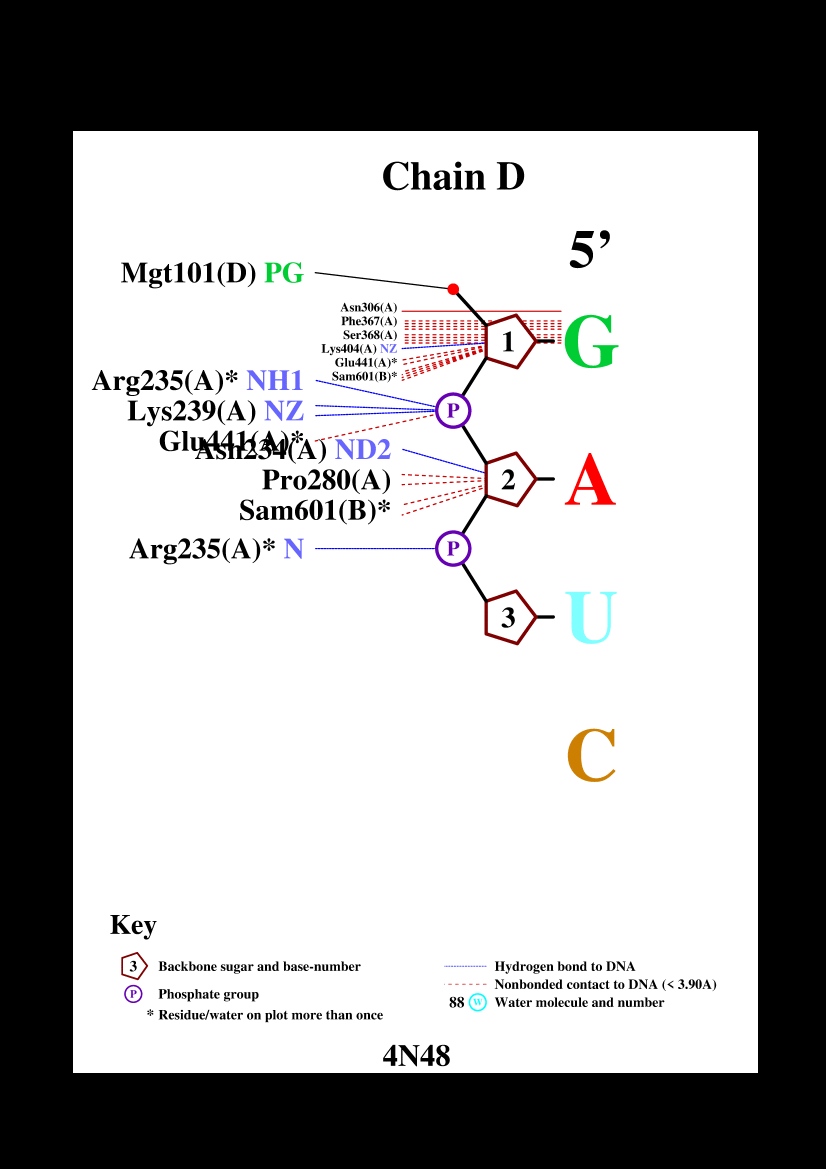 Chain D
5’
Mgt101(D) PG
Asn306(A)
Phe367(A)
Ser368(A)
1 G
Lys404(A) NZ
Glu441(A)*
Sam601(B)*
Arg235(A)* NH1
Lys239(A) NZ P
Glu441(A)*
Asn234(A) ND2
Pro280(A) 2 A
Sam601(B)*
Arg235(A)* N P
3 U
C
Key
3 Backbone sugar and base-number
Hydrogen bond to DNA
Nonbonded contact to DNA (< 3.90A)
P Phosphate group
88 W Water molecule and number
* Residue/water on plot more than once
4N48